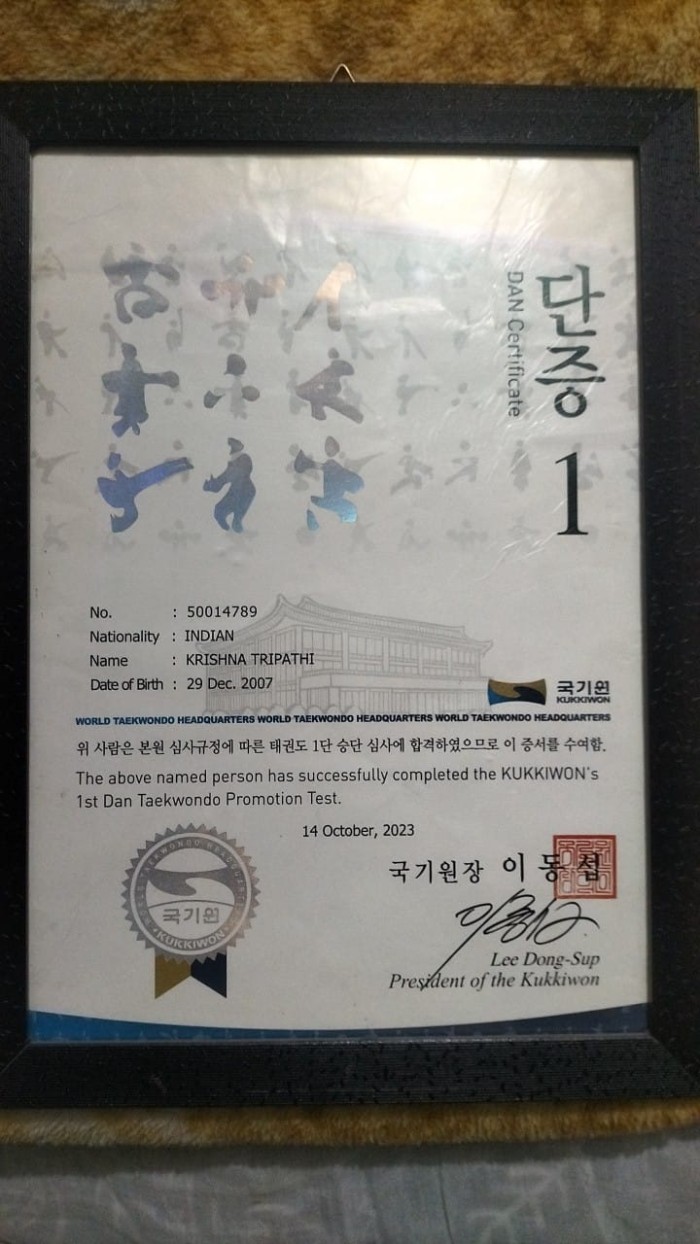 단증
DAN Certificate
1
No. : 50014789
Nationality : INDIAN
Name : KRISHNA TRIPATHI
Date of Birth : 29 Dec. 2007
국기원
KUKKIWON
WORLD TAEKWONDO HEADQUARTERS WORLD TAEKWONDO HEADQUARTERS WORLD TAEKWONDO HEADQUARTERS
위 사람은 본원 심사규정에 따른 태권도 1단 승단 심사에 합격하였으므로 이 증서를 수여함.
The above named person has successfully completed the KUKKIWON's
1st Dan Taekwondo Promotion Test.
14 October, 2023
국기원장 이동섭
WORLD TAEKWONDO HEADQUARTERS
국기원
KUKKIWON
Lee Dong-Sup
President of the Kukkiwon